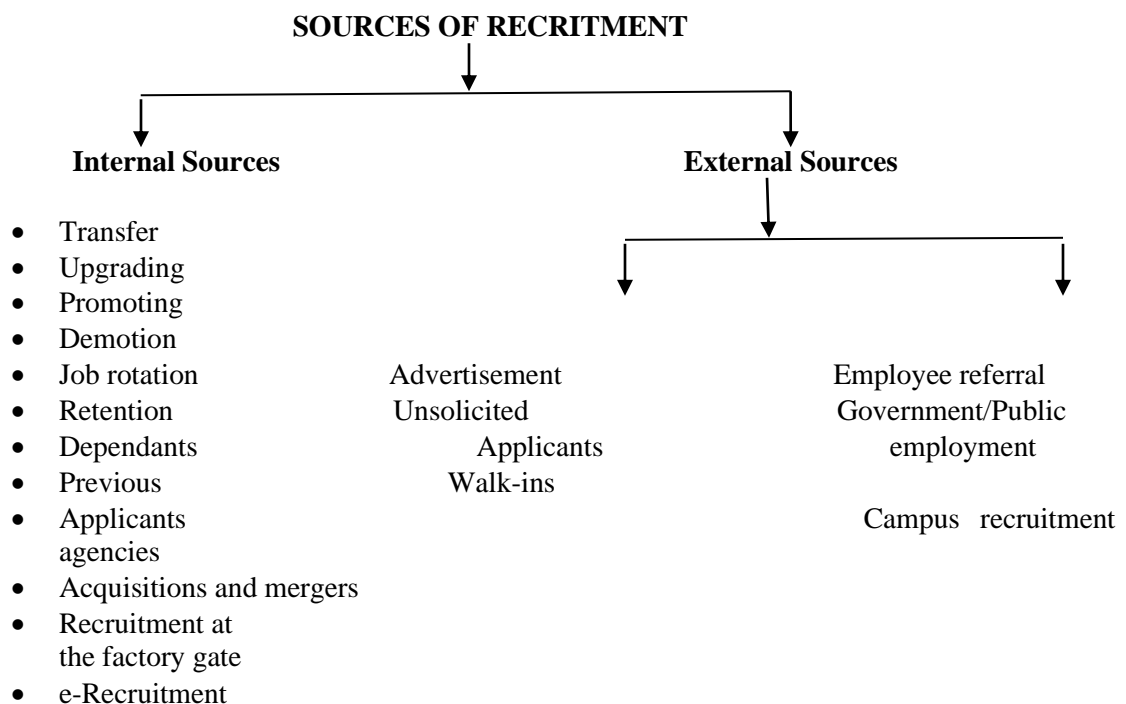 SOURCES OF RECRITMENT
Internal Sources External Sources
• Transfer
• Upgrading
• Promoting
• Demotion
• Job rotation Advertisement Employee referral
• Retention Unsolicited Government/Public
• Dependants Applicants employment
• Previous Walk-ins
• Applicants Campus recruitment
agencies
• Acquisitions and mergers
• Recruitment at
the factory gate
• e-Recruitment